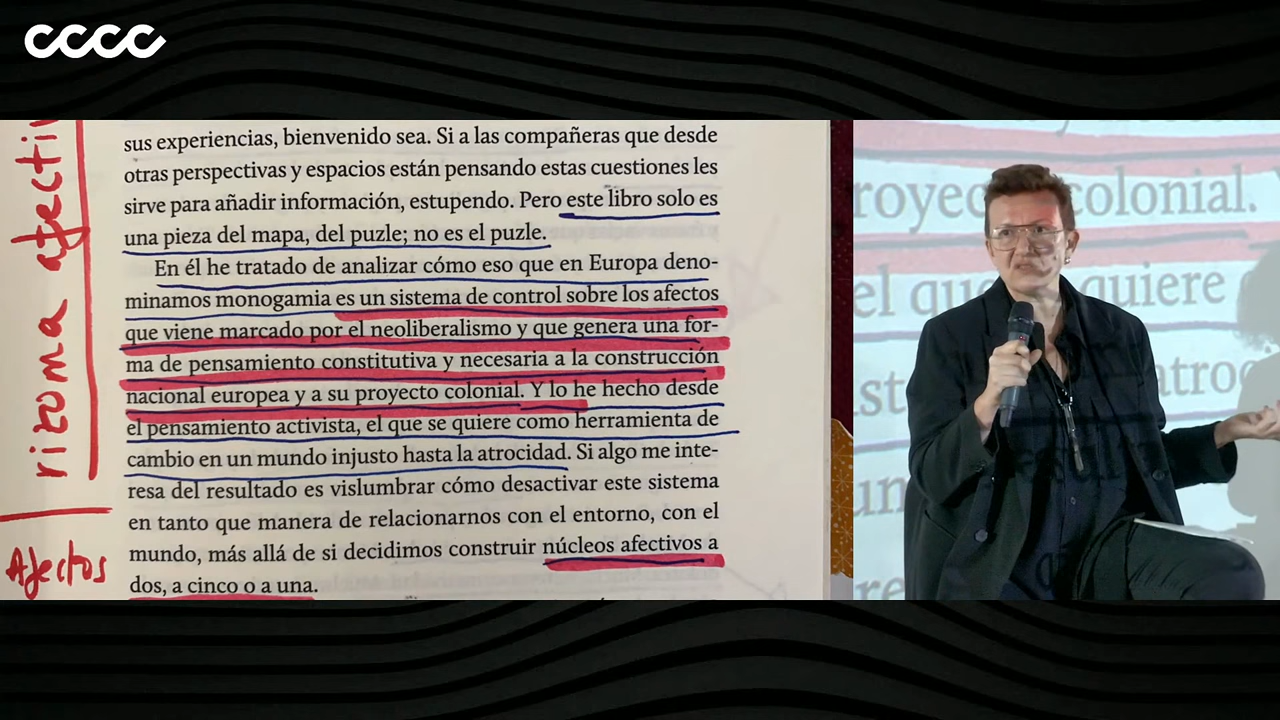 cccc
rizoma afecti
Afectos
sus experiencias, bienvenido sea. Si a las compañeras que desde
otras perspectivas y espacios están pensando estas cuestiones les
sirve para añadir información, estupendo. Pero este libro solo es
una pieza del mapa, del puzle; no es el puzle.
En él he tratado de analizar cómo eso que en Europa deno-
minamos monogamia es un sistema de control sobre los afectos
que viene marcado por el neoliberalismo y que genera una for-
ma de pensamiento constitutiva y necesaria a la construcción
nacional europea y a su proyecto colonial. Y lo he hecho desde
el pensamiento activista, el que se quiere como herramienta de
cambio en un mundo injusto hasta la atrocidad. Si algo me inte-
resa del resultado es vislumbrar cómo desactivar este sistema
en tanto que manera de relacionarnos con el entorno, con el
mundo, más allá de si decidimos construir núcleos afectivos a
dos, a cinco o a una.
royec colonial.
el qu quiere
st atroc
un
re